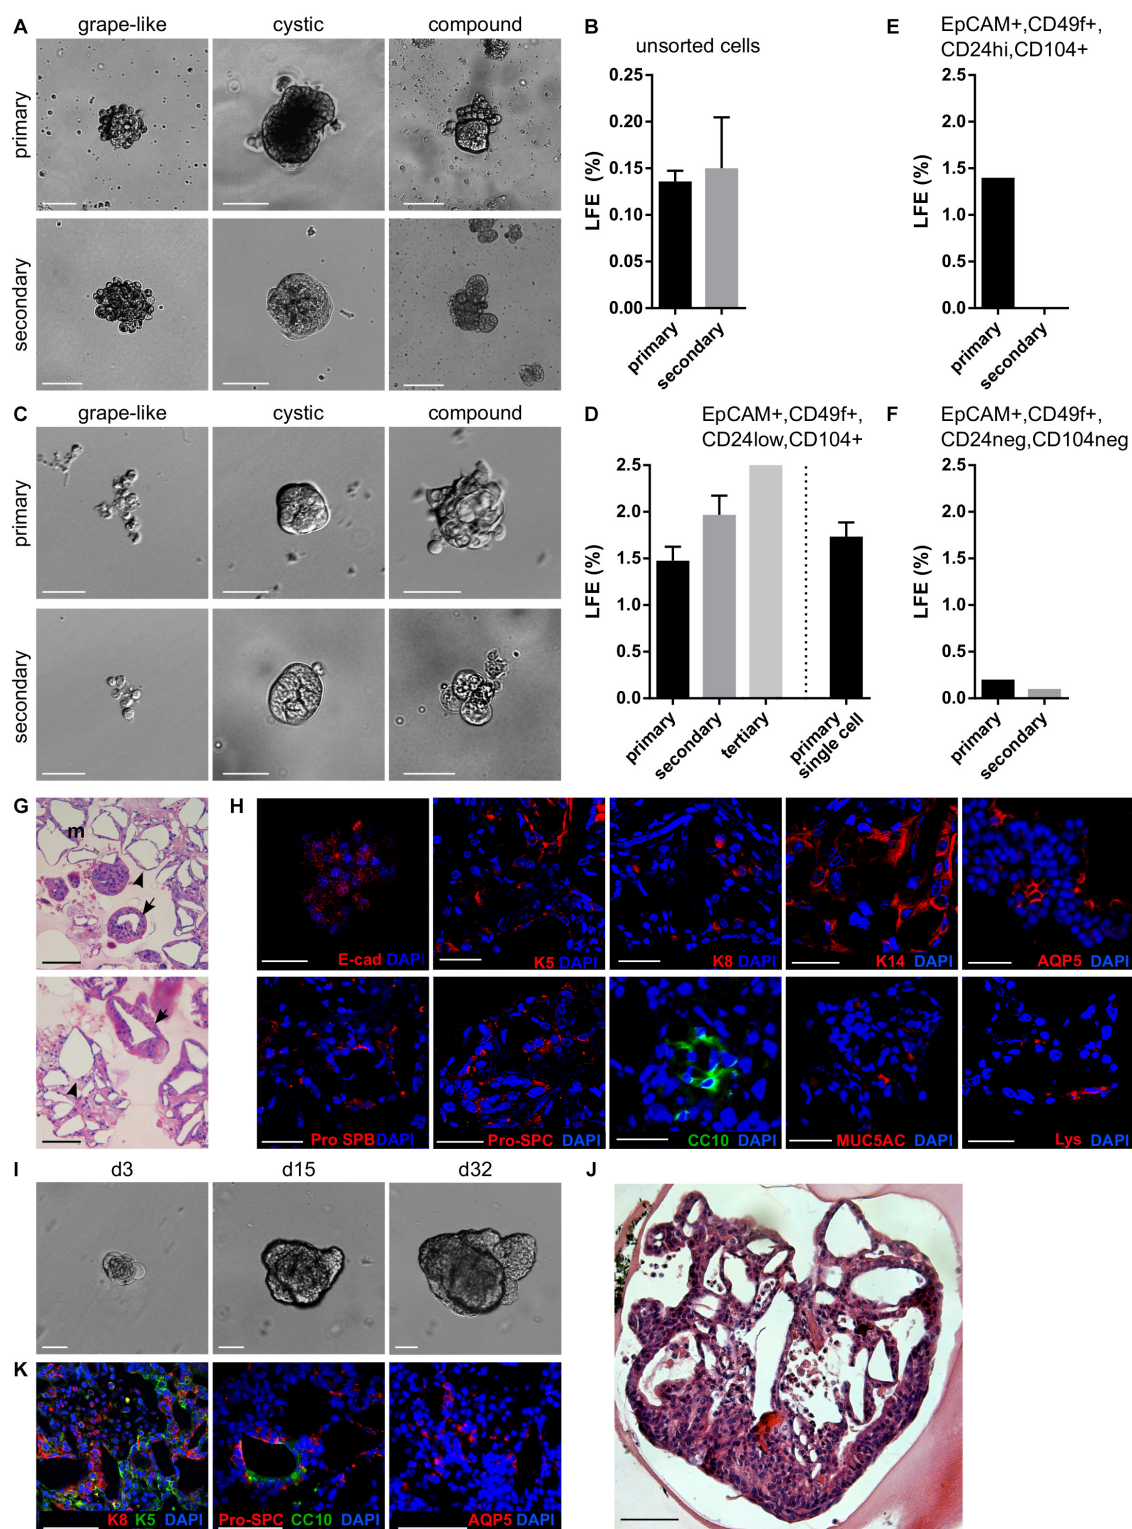 A
grape-like
cystic
compound
primary
secondary
B
unsorted cells
LFE (%)
0.25
0.20
0.15
0.10
0.05
0.00
primary
secondary
E
EpCAM+,CD49f+,
CD24hi,CD104+
LFE (%)
2.5
2.0
1.5
1.0
0.5
0.0
primary
secondary
C
grape-like
cystic
compound
primary
secondary
D
EpCAM+,CD49f+,
CD24low,CD104+
LFE (%)
2.5
2.0
1.5
1.0
0.5
0.0
primary
secondary
tertiary
primary
single cell
F
EpCAM+,CD49f+,
CD24neg,CD104neg
LFE (%)
2.5
2.0
1.5
1.0
0.5
0.0
primary
secondary
G
m
H
E-cad DAPI
K5 DAPI
K8 DAPI
K14 DAPI
AQP5 DAPI
Pro SPB DAPI
Pro-SPC DAPI
CC10 DAPI
MUC5AC DAPI
Lys DAPI
I
d3
d15
d32
J
K
K8 K5 DAPI
Pro-SPC CC10 DAPI
AQP5 DAPI